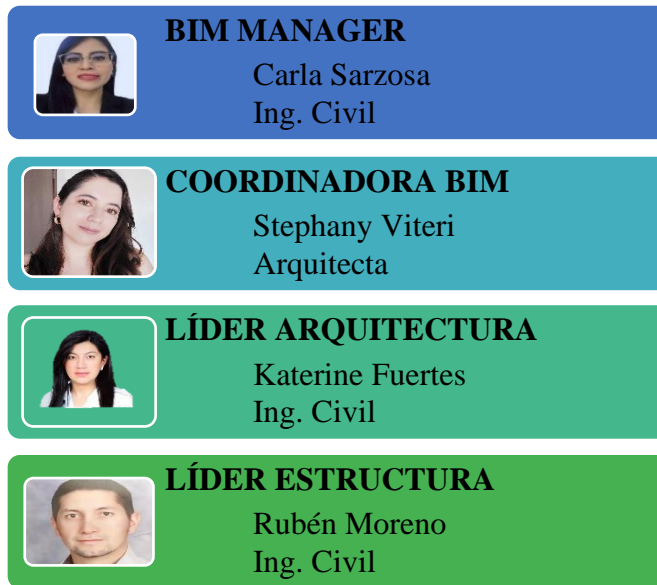 BIM MANAGER
Carla Sarzosa
Ing. Civil
COORDINADORA BIM
Stephany Viteri
Arquitecta
LÍDER ARQUITECTURA
Katerine Fuertes
Ing. Civil
LÍDER ESTRUCTURA
Rubén Moreno
Ing. Civil